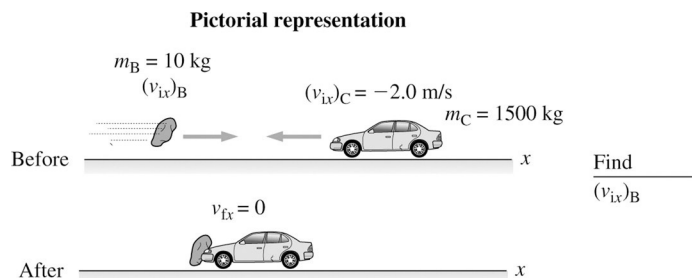 Pictorial representation
m_B = 10 kg
(v_ix)_B
(v_ix)_C = −2.0 m/s
m_C = 1500 kg
Before
x
Find
(v_ix)_B
v_fx = 0
After
x